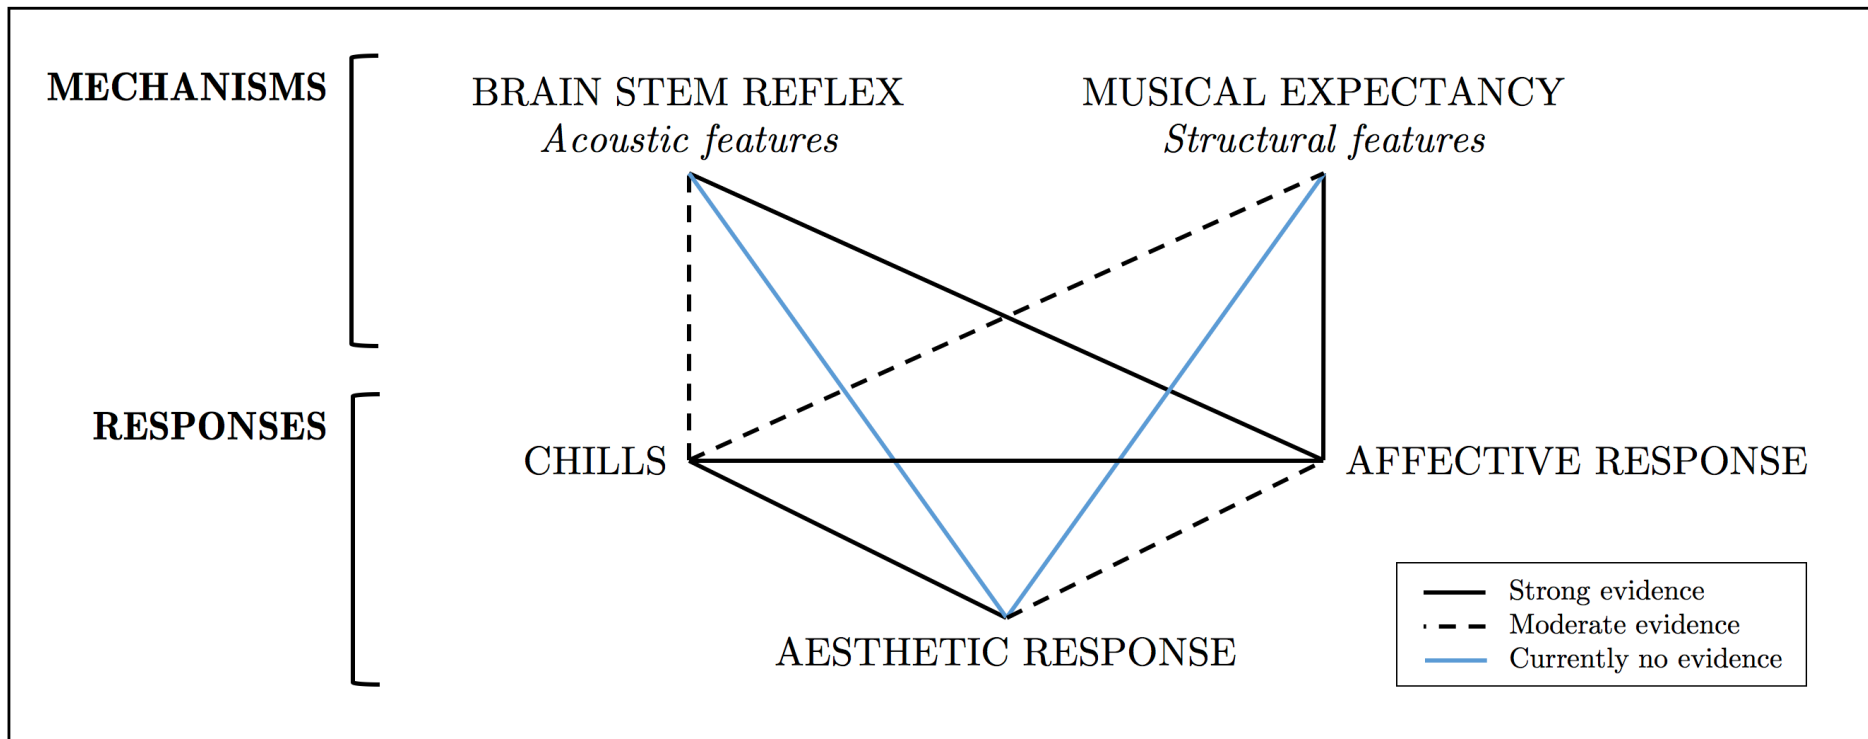 MECHANISMS
BRAIN STEM REFLEX
Acoustic features
MUSICAL EXPECTANCY
Structural features
RESPONSES
CHILLS
AFFECTIVE RESPONSE
AESTHETIC RESPONSE
Strong evidence
Moderate evidence
Currently no evidence